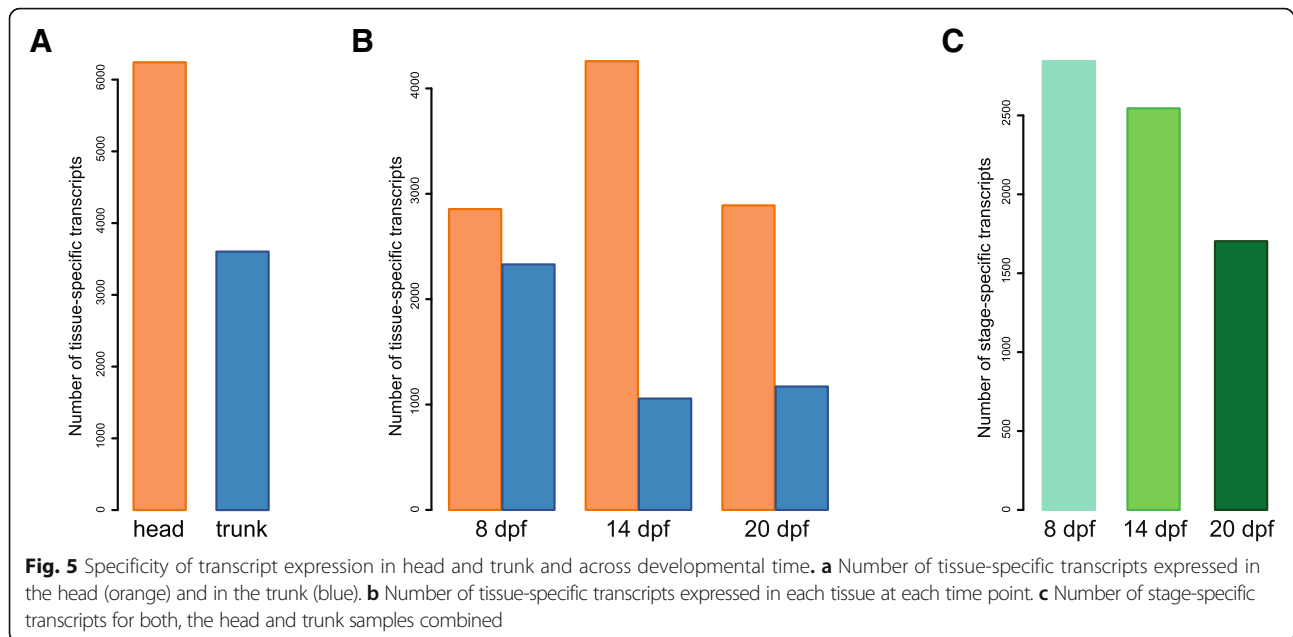 A
B
C
Number of tissue-specific transcripts
0
1000
2000
3000
4000
5000
6000
head
trunk
Number of tissue-specific transcripts
0
1000
2000
3000
4000
8 dpf
14 dpf
20 dpf
Number of stage-specific transcripts
0
500
1000
1500
2000
2500
8 dpf
14 dpf
20 dpf
Fig. 5 Specificity of transcript expression in head and trunk and across developmental time. a Number of tissue-specific transcripts expressed in
the head (orange) and in the trunk (blue). b Number of tissue-specific transcripts expressed in each tissue at each time point. c Number of stage-specific
transcripts for both, the head and trunk samples combined